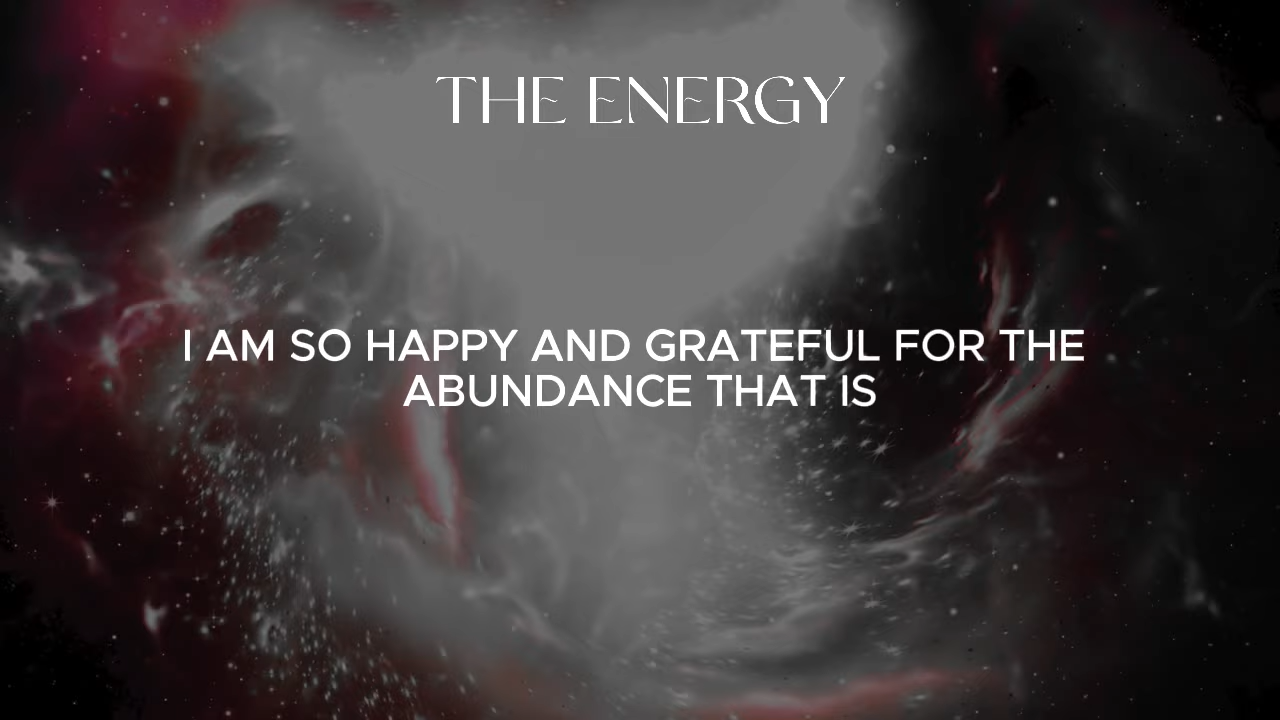 THE ENERGY
I AM SO HAPPY AND GRATEFUL FOR THE
ABUNDANCE THAT IS